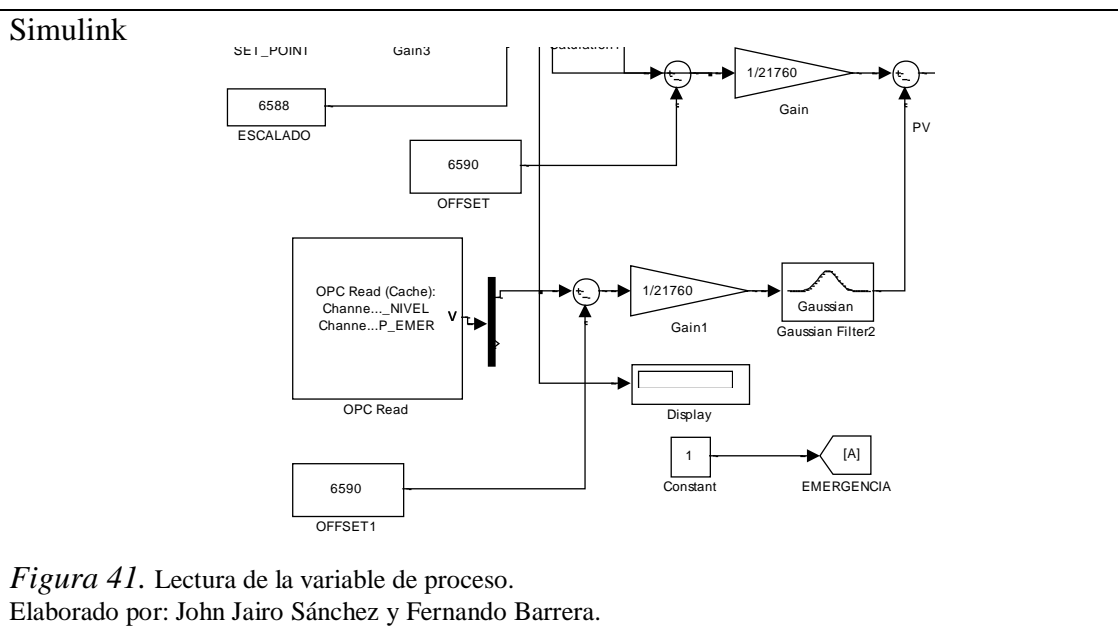 Simulink
SET_POINT
Gain3
6588
ESCALADO
1/21760
Gain
PV
6590
OFFSET
OPC Read (Cache):
Channe..._NIVEL
Channe...P_EMER
V
OPC Read
1/21760
Gain1
Gaussian
Gaussian Filter2
Display
1
Constant
[A]
EMERGENCIA
6590
OFFSET1
Figura 41. Lectura de la variable de proceso.
Elaborado por: John Jairo Sánchez y Fernando Barrera.